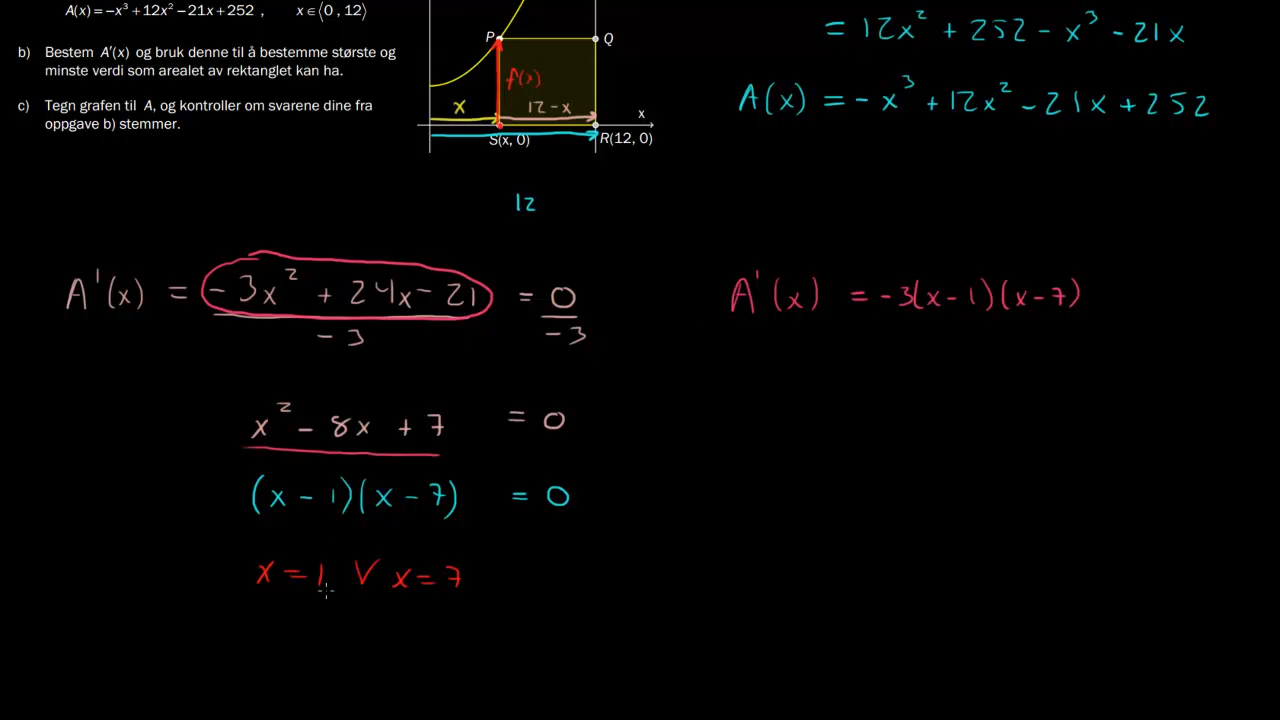 A(x) = −x³ + 12x² − 21x + 252 , x ∈ ⟨0 , 12⟩
b) Bestem A′(x) og bruk denne til å bestemme største og
minste verdi som arealet av rektanglet kan ha.
c) Tegn grafen til A, og kontroller om svarene dine fra
oppgave b) stemmer.
P
Q
f(x)
x
12 − x
x
S(x, 0)
R(12, 0)
12
= 12x² + 252 − x³ − 21x
A(x) = − x³ + 12x² − 21x + 252
A'(x) = − 3x² + 24x − 21 = 0
− 3 − 3
x² − 8x + 7 = 0
(x − 1)(x − 7) = 0
x = 1 ∨ x = 7
A'(x) = −3(x − 1)(x − 7)